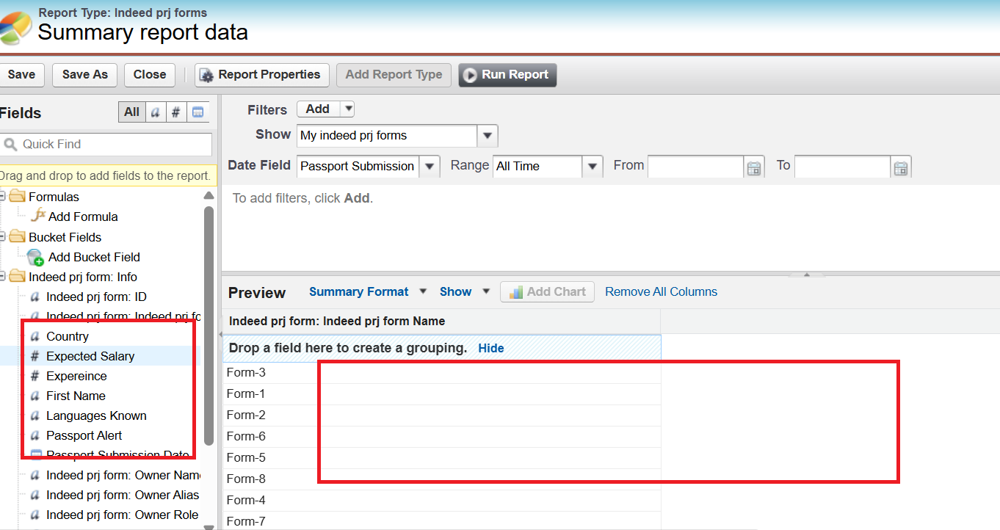 Report Type: Indeed prj forms
Summary report data
Save Save As Close Report Properties Add Report Type Run Report
Fields All a #
Quick Find
Drag and drop to add fields to the report.
Formulas
fx Add Formula
Bucket Fields
Add Bucket Field
Indeed prj form: Info
a Indeed prj form: ID
a Indeed prj form: Indeed prj fo
a Country
# Expected Salary
# Expereince
a First Name
a Languages Known
a Passport Alert
Passport Submission Date
a Indeed prj form: Owner Name
a Indeed prj form: Owner Alias
a Indeed prj form: Owner Role
Filters Add
Show My indeed prj forms
Date Field Passport Submission Range All Time From To
To add filters, click Add.
Preview Summary Format Show Add Chart Remove All Columns
Indeed prj form: Indeed prj form Name
Drop a field here to create a grouping. Hide
Form-3
Form-1
Form-2
Form-6
Form-5
Form-8
Form-4
Form-7